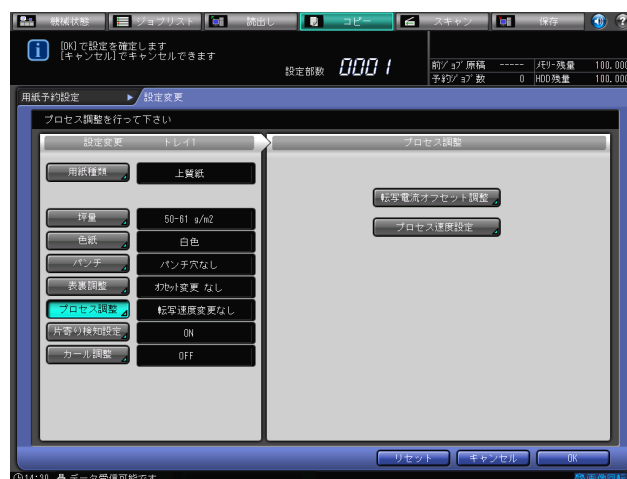 機械状態 ジョブリスト 読出し コピー スキャン 保存
[OK]で設定を確定します
[キャンセル]でキャンセルできます
設定部数 0001
前ジョブ原稿 ----- メモリー残量 100.00
予約ジョブ数 0 HDD残量 100.00
用紙予約設定 設定変更
プロセス調整を行って下さい
設定変更 トレイ1 プロセス調整
用紙種類 上質紙
転写電流オフセット調整
坪量 50-61 g/m2
プロセス速度設定
色紙 白色
パンチ パンチ穴なし
表裏調整 オフセット変更 なし
プロセス調整 転写速度変更なし
片寄り検知設定 ON
カール調整 OFF
リセット キャンセル OK
14:30 データ受信可能です 画像回転